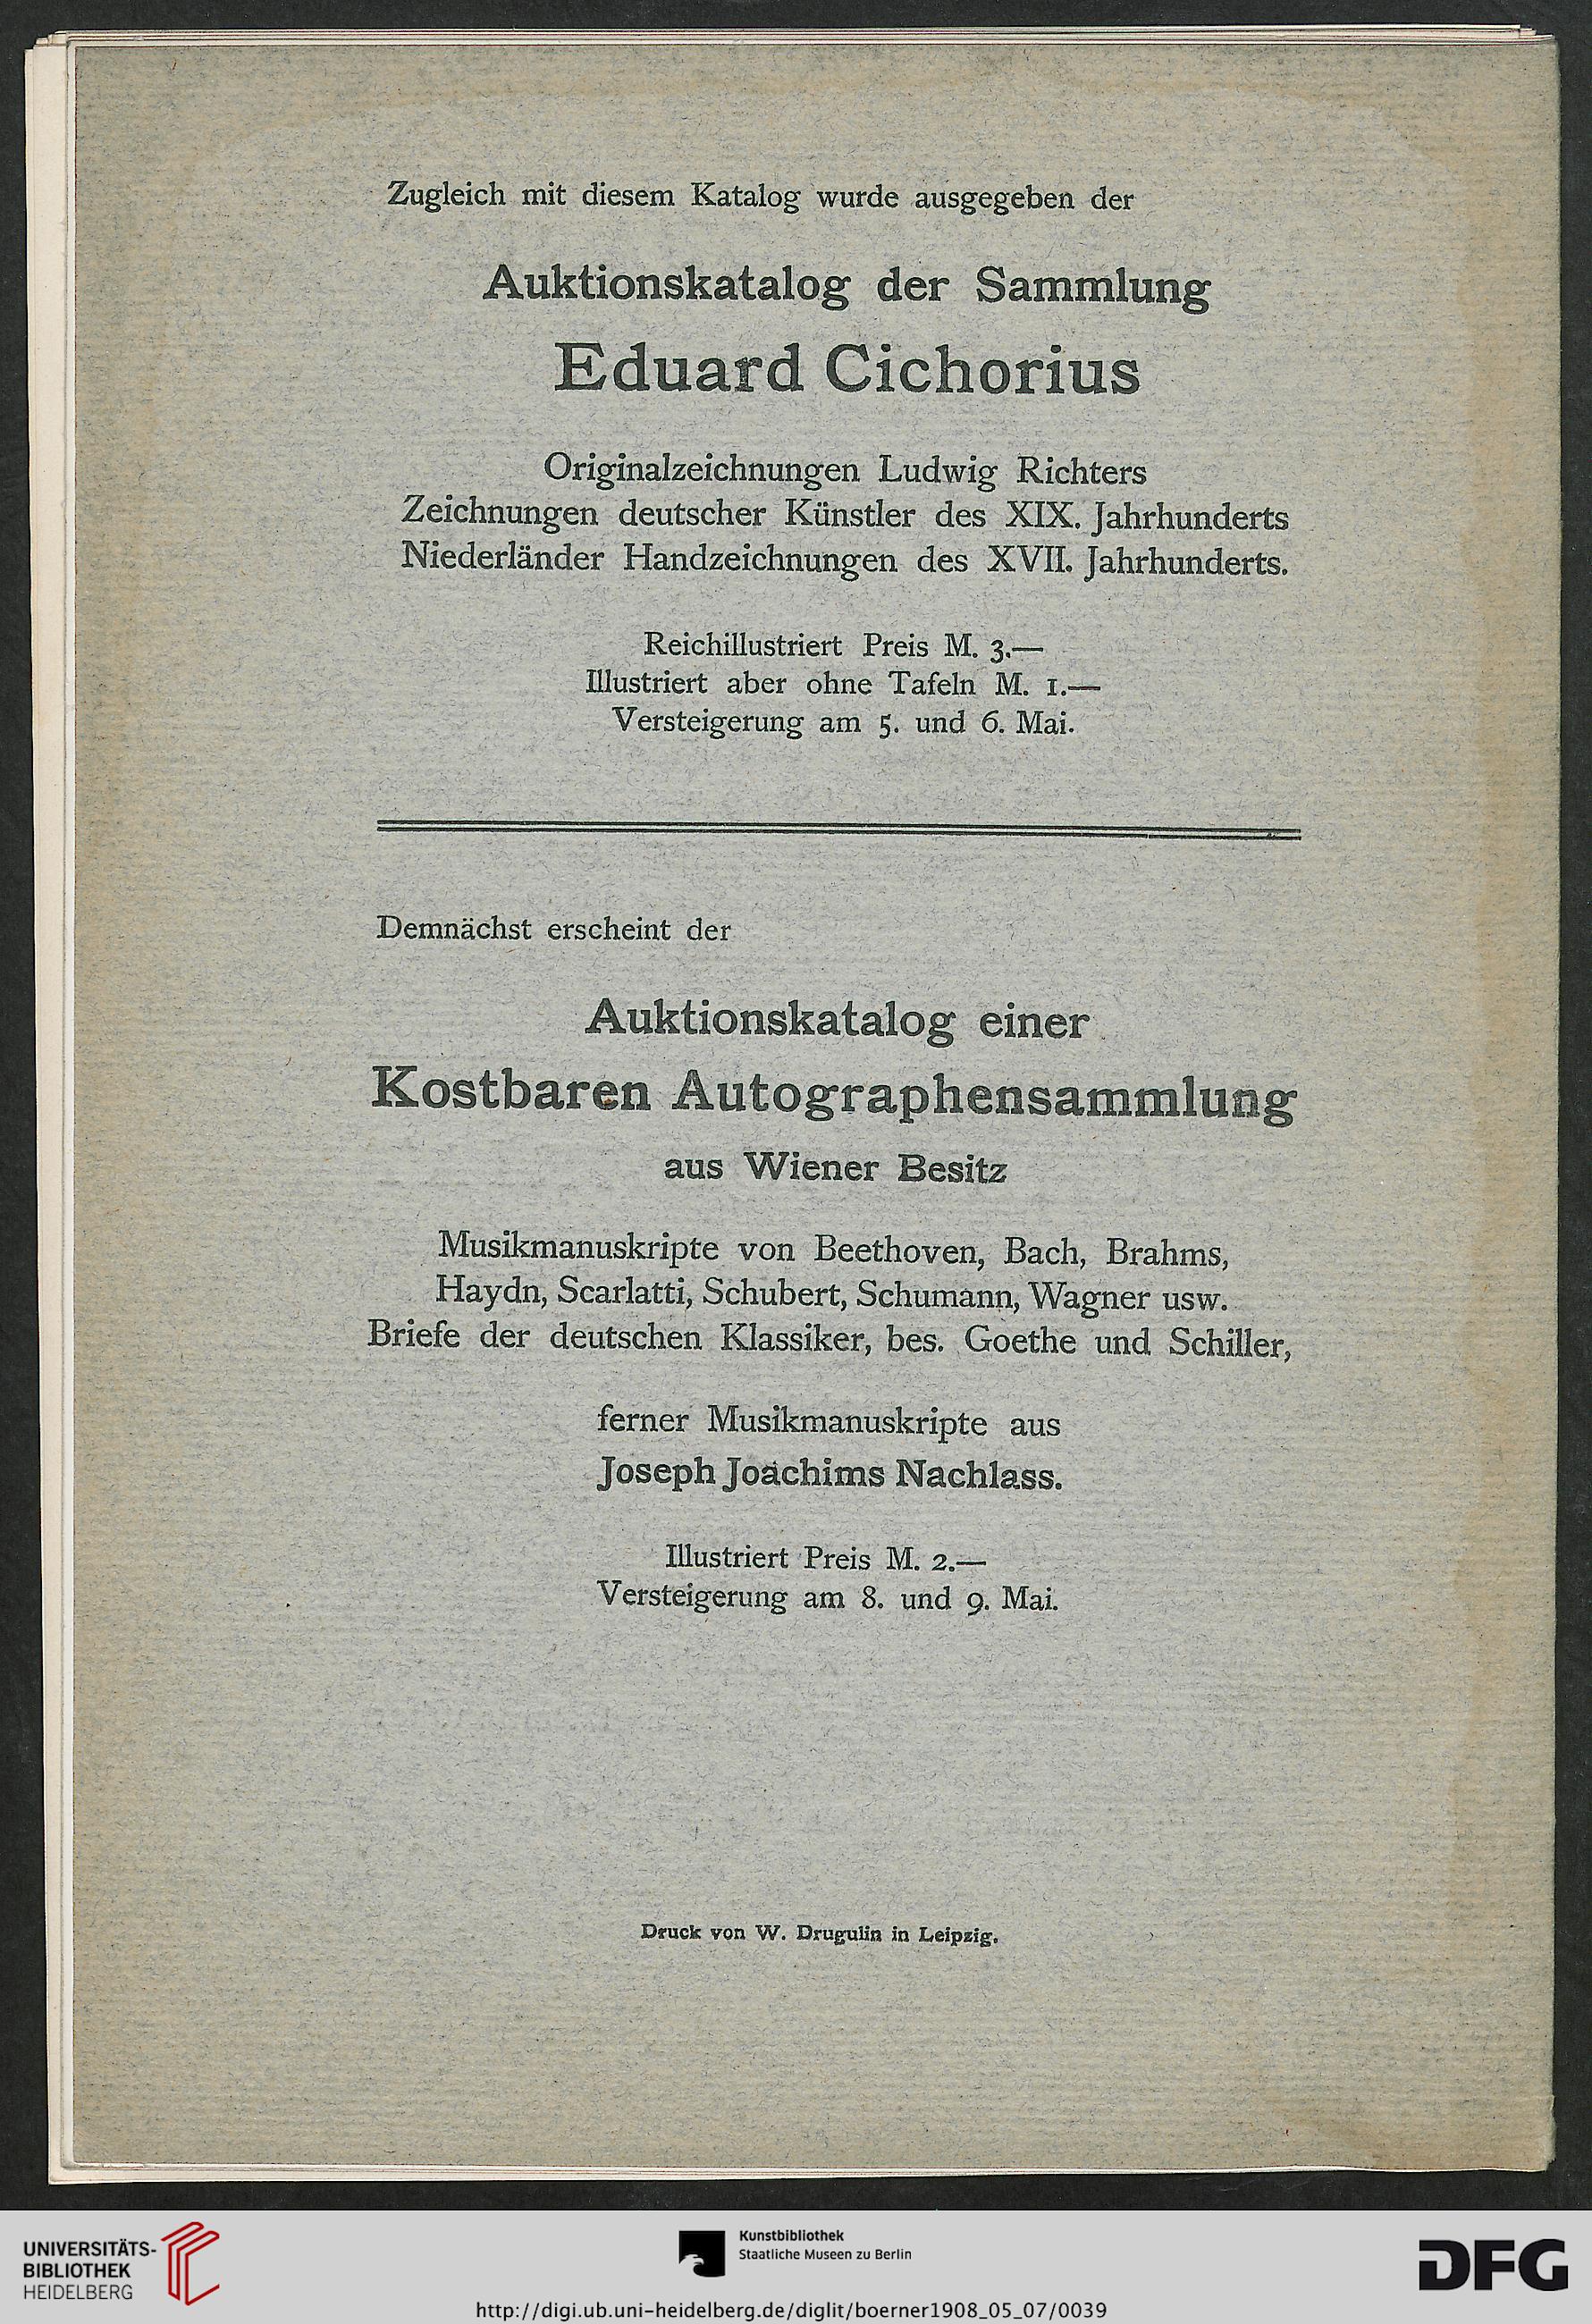 Zugleich mit diesem Katalog wurde ausgegeben der
Auktionskatalog der Sammlung
Eduard Cichorius
Originalzeichnungen Ludwig Richters
Zeichnungen deutscher Künstler des XIX. Jahrhunderts
Niederländer Handzeichnungen des XVII. Jahrhunderts.
Reichillustriert Preis M. 3.—
Illustriert aber ohne Tafeln M. 1.—
Versteigerung am 5. und 6. Mai.
Demnächst erscheint der
Auktionskatalog einer
Kostbaren Autographensammlung
aus Wiener Besitz
Musikmanuskripte von Beethoven, Bach, Brahms,
Haydn, Scarlatti, Schubert, Schumann, Wagner usw.
Briefe der deutschen Klassiker, bes. Goethe und Schiller,
ferner Musikmanuskripte aus
Joseph Joachims Nachlass.
Illustriert Preis M. 2.—
Versteigerung am 8. und 9. Mai.
Druck von W. Drugulin in Leipzig.
UNIVERSITÄTS-
BIBLIOTHEK
HEIDELBERG
Kunstbibliothek
Staatliche Museen zu Berlin
DFG
http://digi.ub.uni-heidelberg.de/diglit/boerner1908_05_07/0039